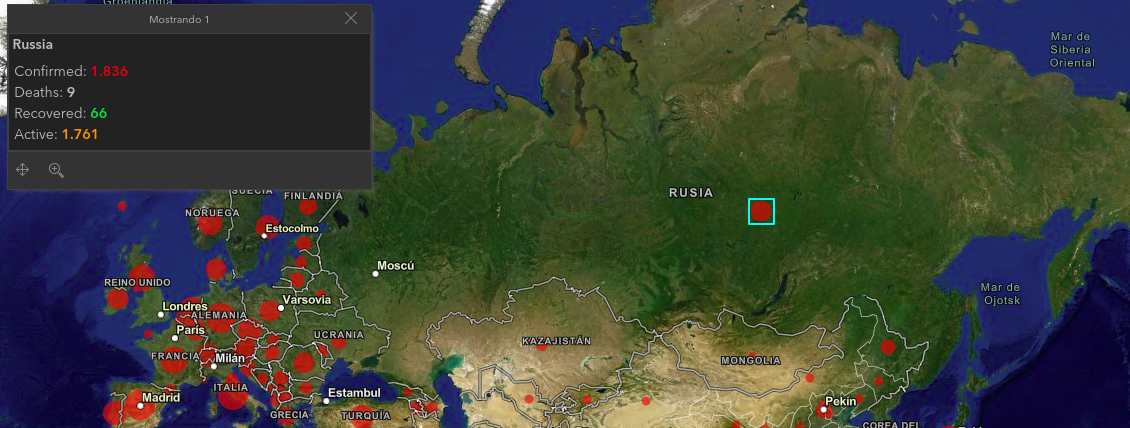 Groenlandia
Mostrando 1
Russia
Confirmed: 1.836
Deaths: 9
Recovered: 66
Active: 1.761
Mar de
Siberia
Oriental
RUSIA
SUECIA
FINLANDIA
NORUEGA
Estocolmo
Moscú
REINO UNIDO
Mar de
Ojotsk
Londres
Varsovia
ALEMANIA
París
UCRANIA
KAZAJISTÁN
FRANCIA
Milán
MONGOLIA
ITALIA
Estambul
Madrid
Pekín
GRECIA
TURQUÍA
COREA DEL